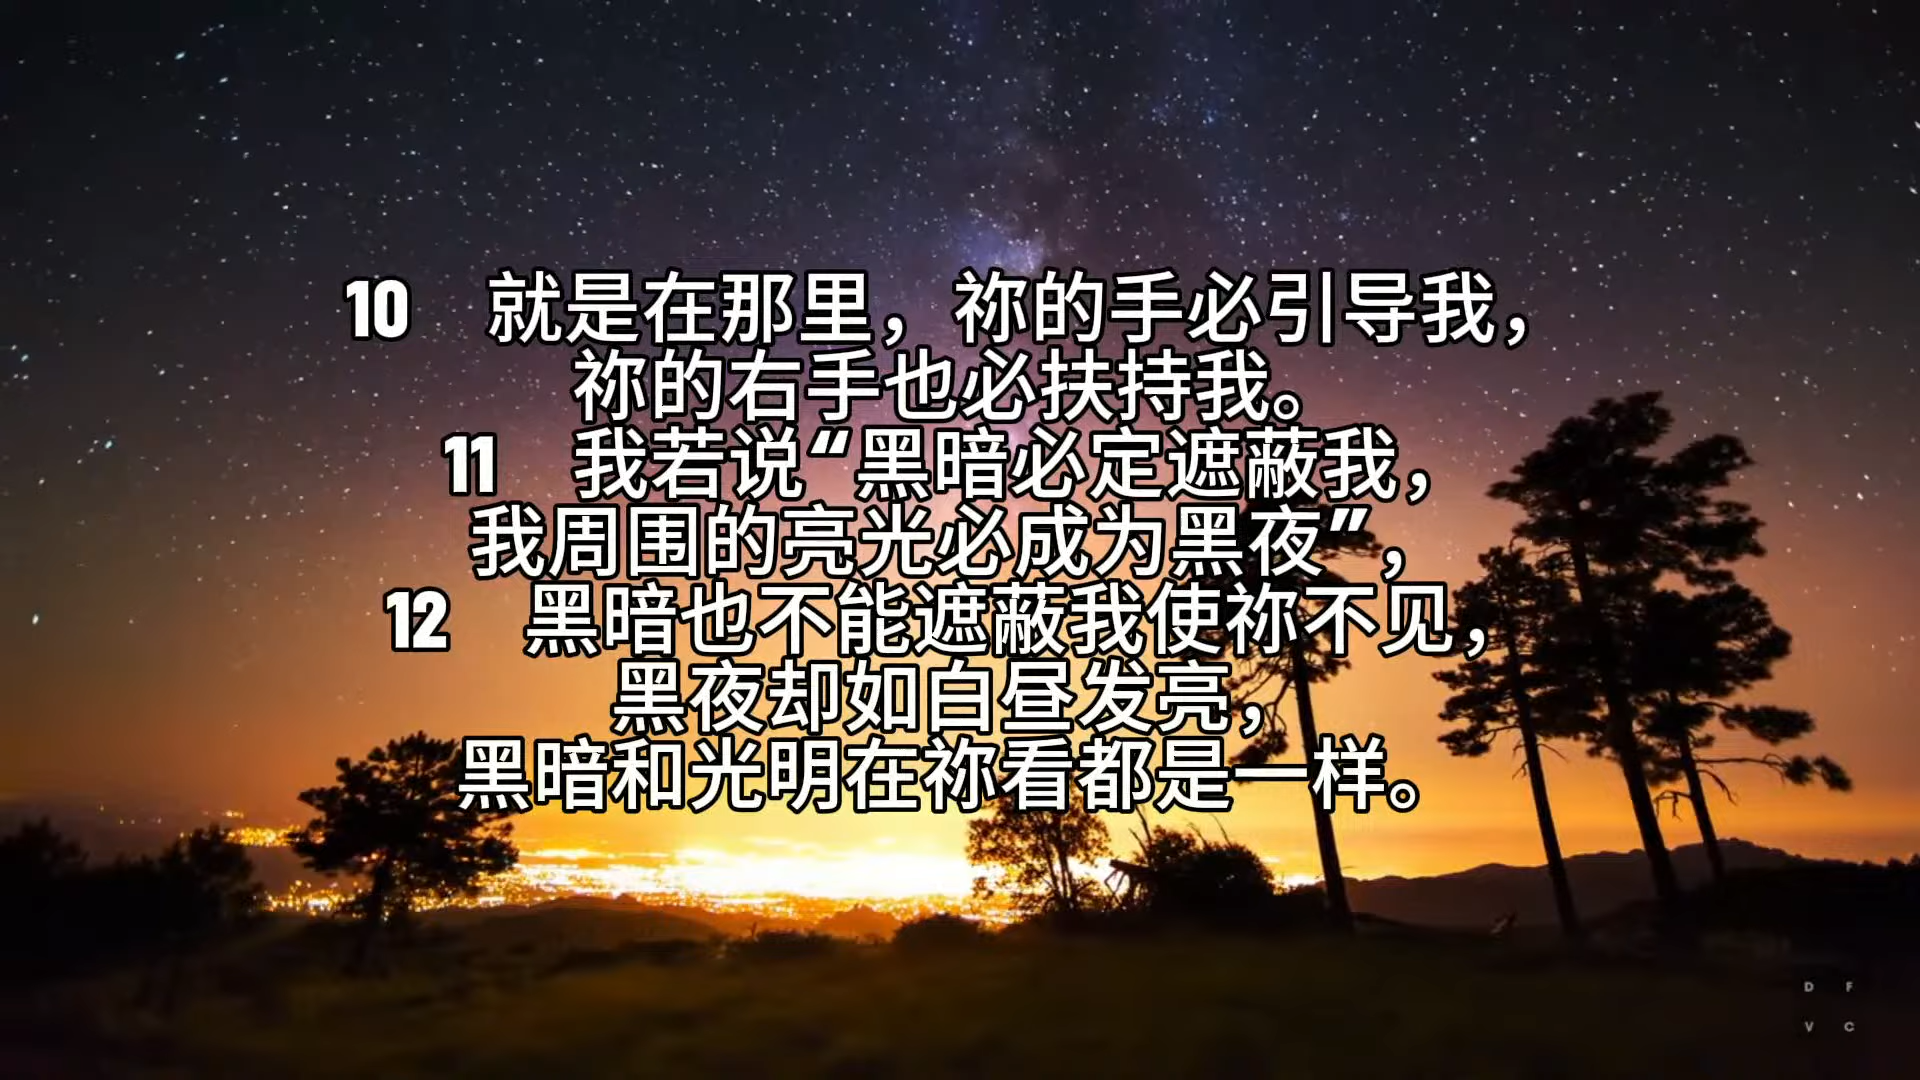 10 就是在那里，祢的手必引导我，
祢的右手也必扶持我。
11 我若说“黑暗必定遮蔽我，
我周围的亮光必成为黑夜”，
12 黑暗也不能遮蔽我使祢不见，
黑夜却如白昼发亮，
黑暗和光明在祢看都是一样。
D F
V C